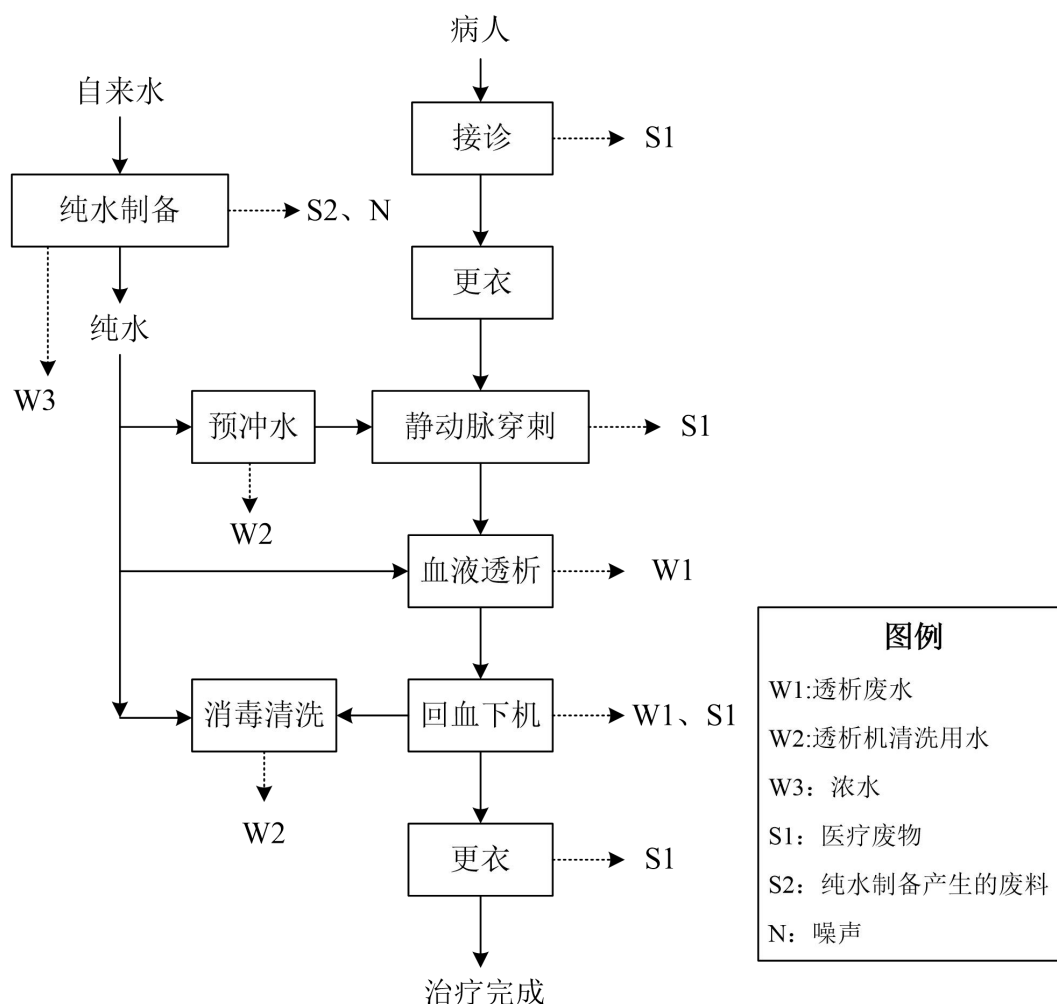 病人
自来水
接诊
S1
纯水制备
S2、N
更衣
纯水
W3
预冲水
静动脉穿刺
S1
W2
血液透析
W1
消毒清洗
回血下机
W1、S1
W2
更衣
S1
治疗完成
图例
W1:透析废水
W2:透析机清洗用水
W3：浓水
S1：医疗废物
S2：纯水制备产生的废料
N：噪声